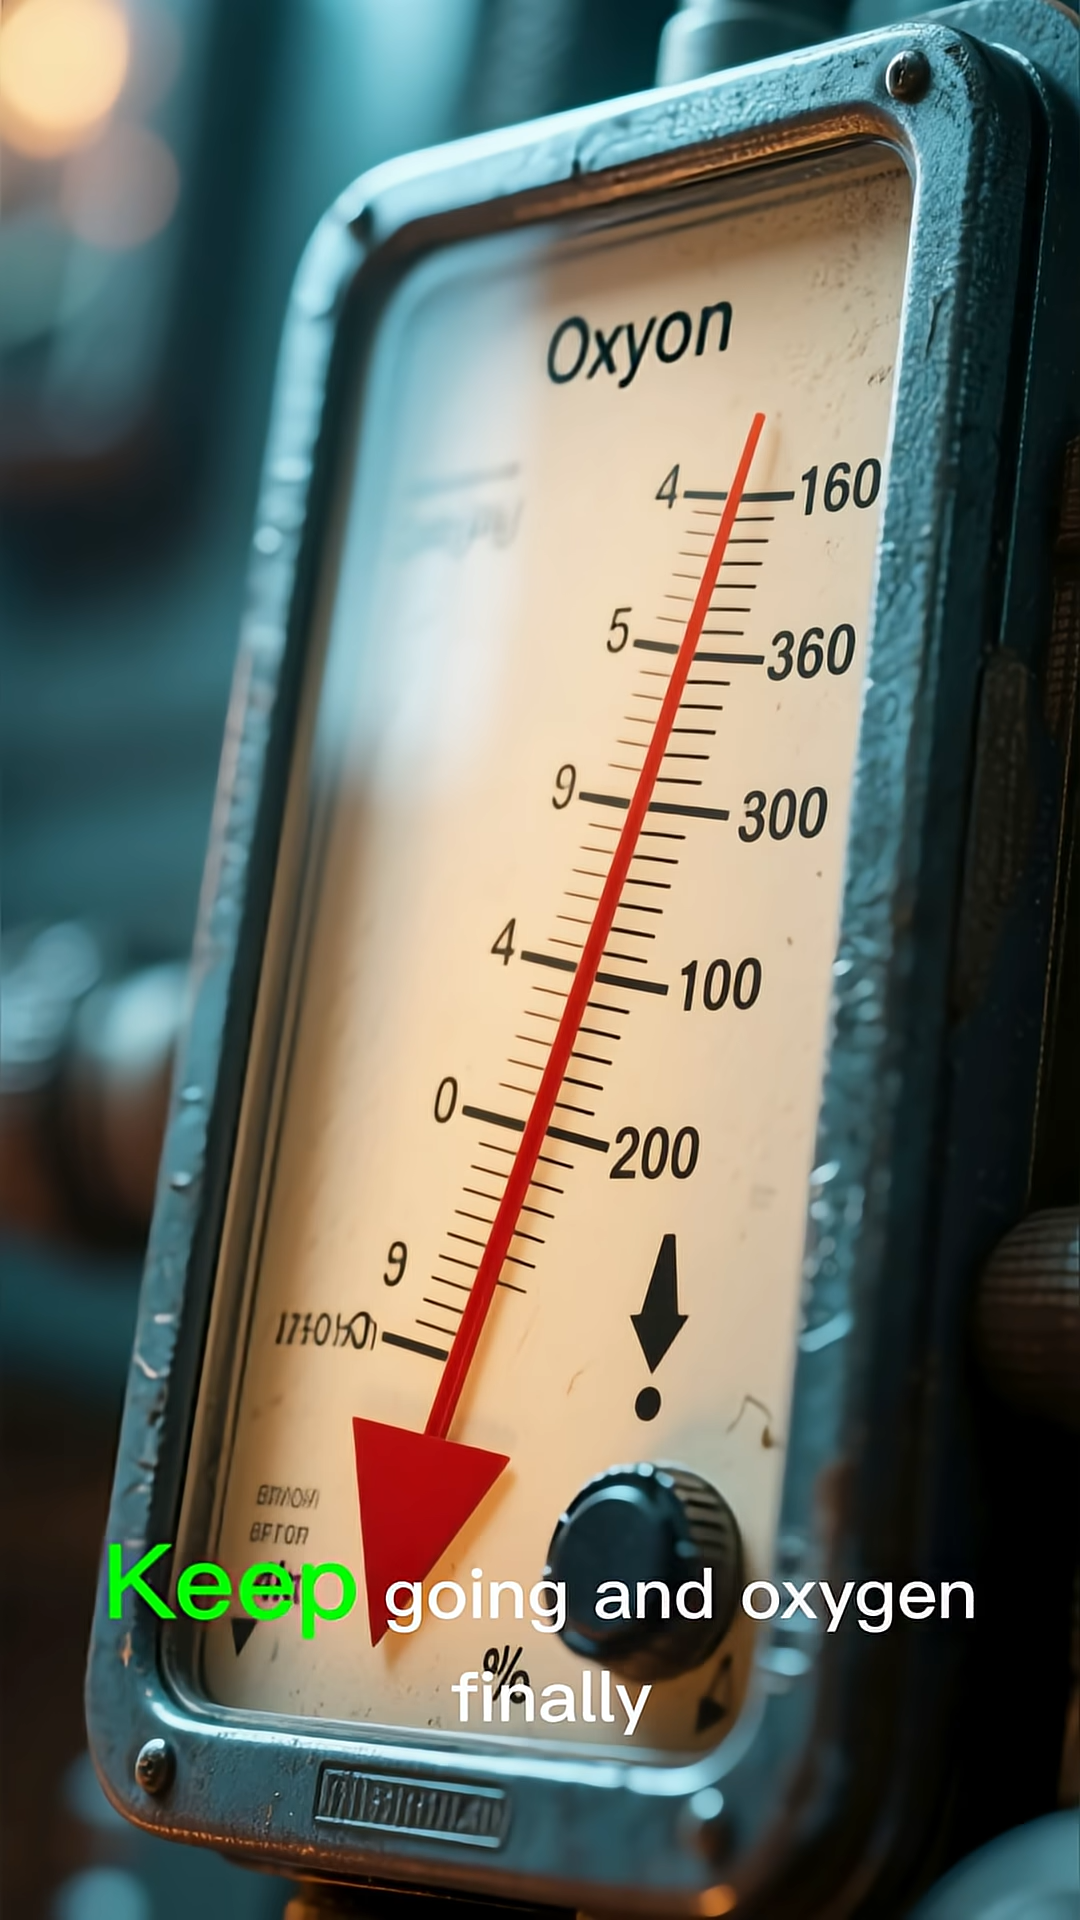 Oxyon
4 160
5 360
9 300
4 100
0 200
9
Keep going and oxygen
%
finally